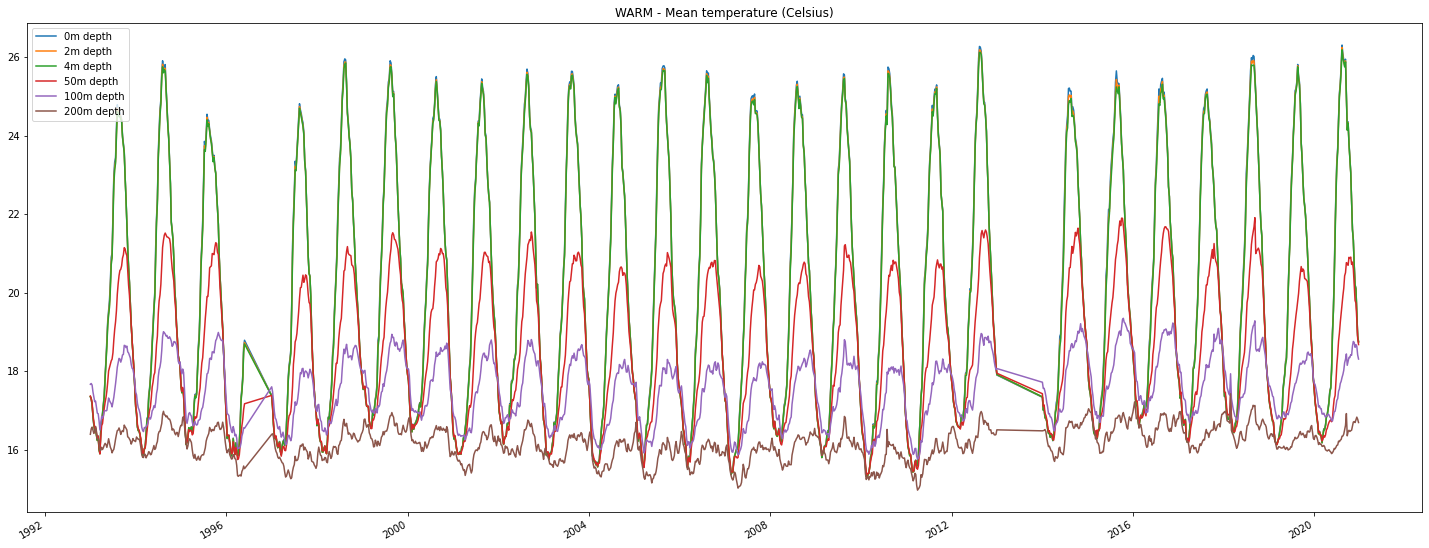 WARM - Mean temperature (Celsius)
0m depth
2m depth
4m depth
50m depth
100m depth
200m depth
26
24
22
20
18
16
1992
1996
2000
2004
2008
2012
2016
2020